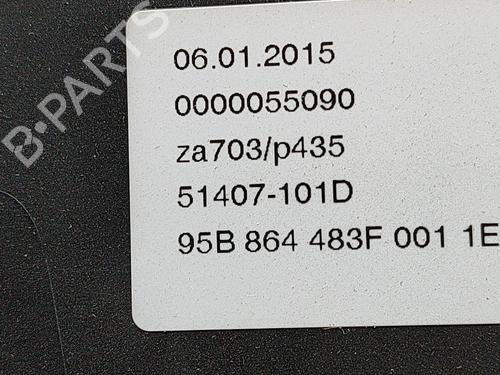 06.01.2015
0000055090
za703/p435
51407-101D
95B 864 483F 001 1E
B-PARTS